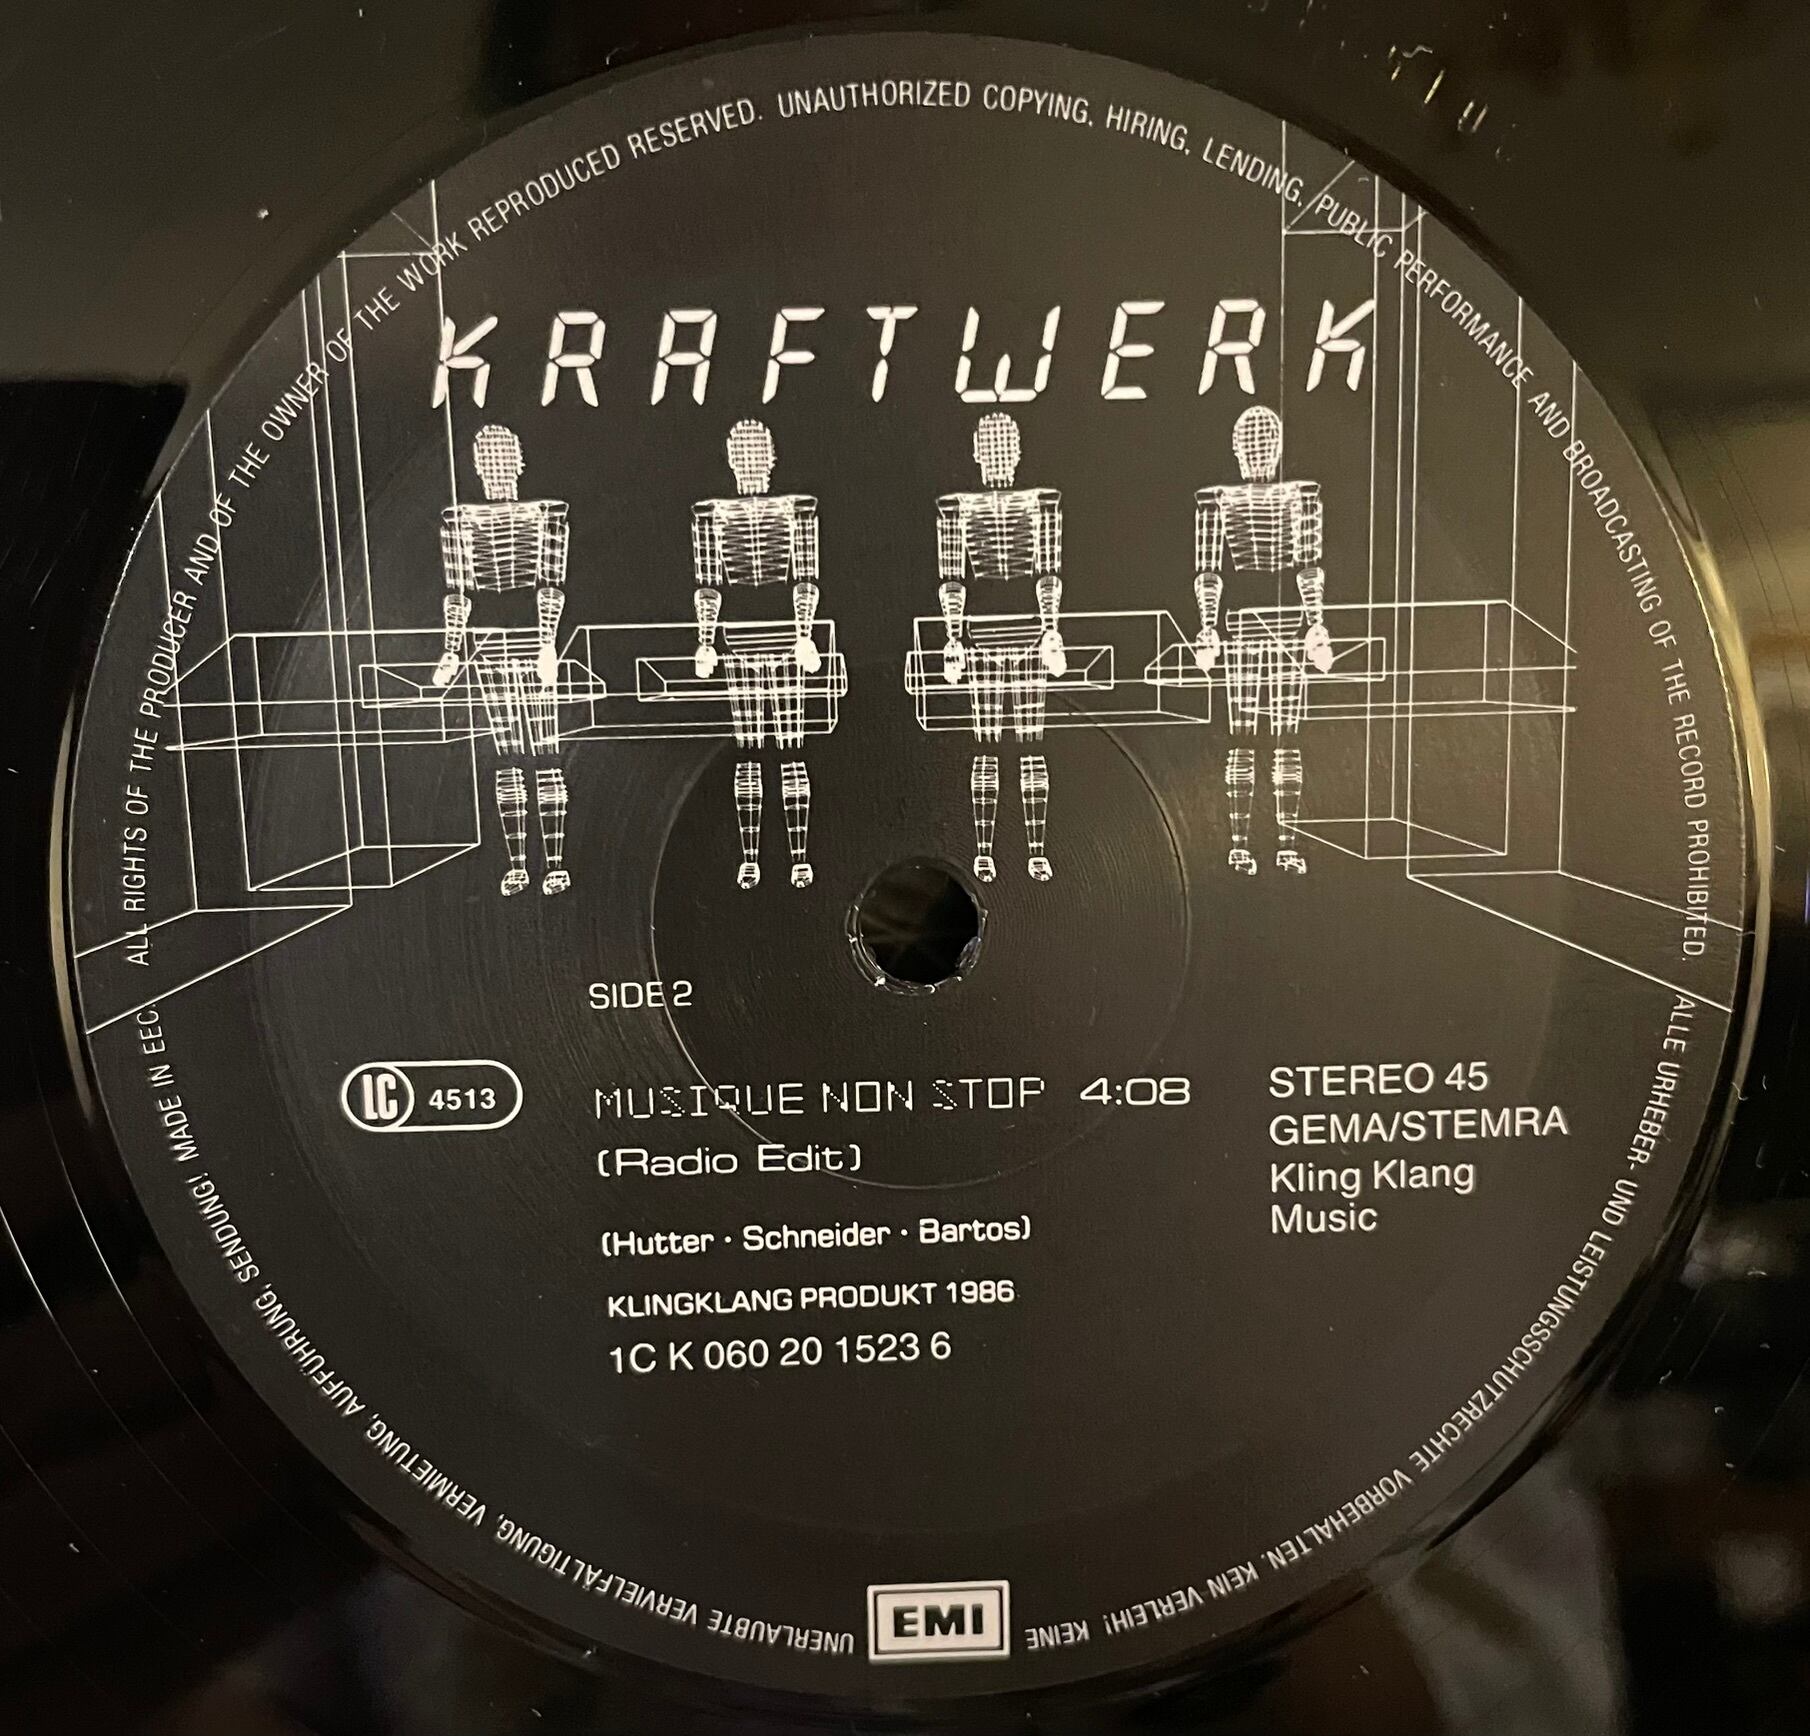 ALL RIGHTS OF THE PRODUCER AND OF THE OWNER OF THE WORK REPRODUCED RESERVED. UNAUTHORIZED COPYING, HIRING, LENDING, PUBLIC PERFORMANCE AND BROADCASTING OF THE RECORD PROHIBITED.
KRAFTWERK
SIDE 2
LC 4513
MUSIQUE NON STOP 4:08
(Radio Edit)
(Hutter · Schneider · Bartos)
KLINGKLANG PRODUKT 1986
1C K 060 20 1523 6
STEREO 45
GEMA/STEMRA
Kling Klang
Music
ALLE URHEBER- UND LEISTUNGSSCHUTZRECHTE VORBEHALTEN. KEIN VERLEIH! KEINE
EMI
UNERLAUBTE VERVIELFÄLTIGUNG, VERMIETUNG, AUFFÜHRUNG, SENDUNG! MADE IN EEC.